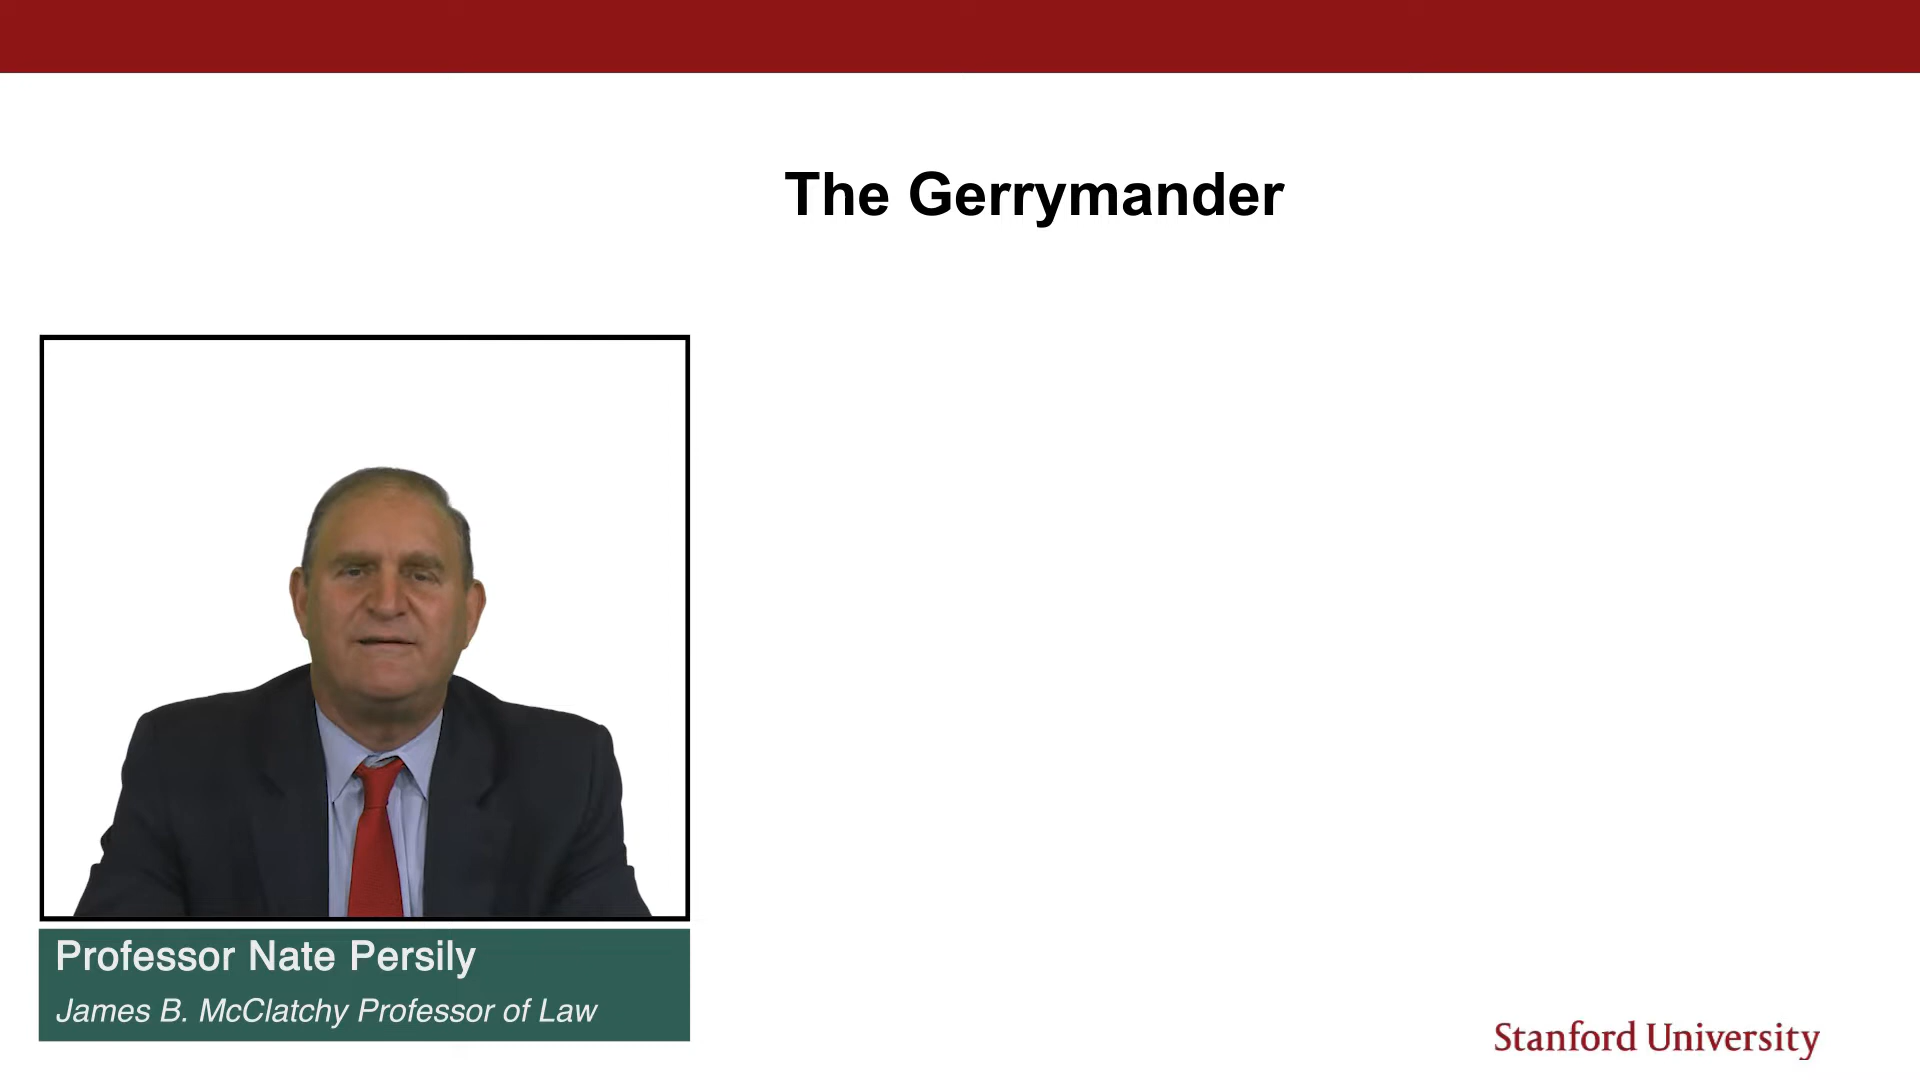 The Gerrymander
Professor Nate Persily
James B. McClatchy Professor of Law
Stanford University